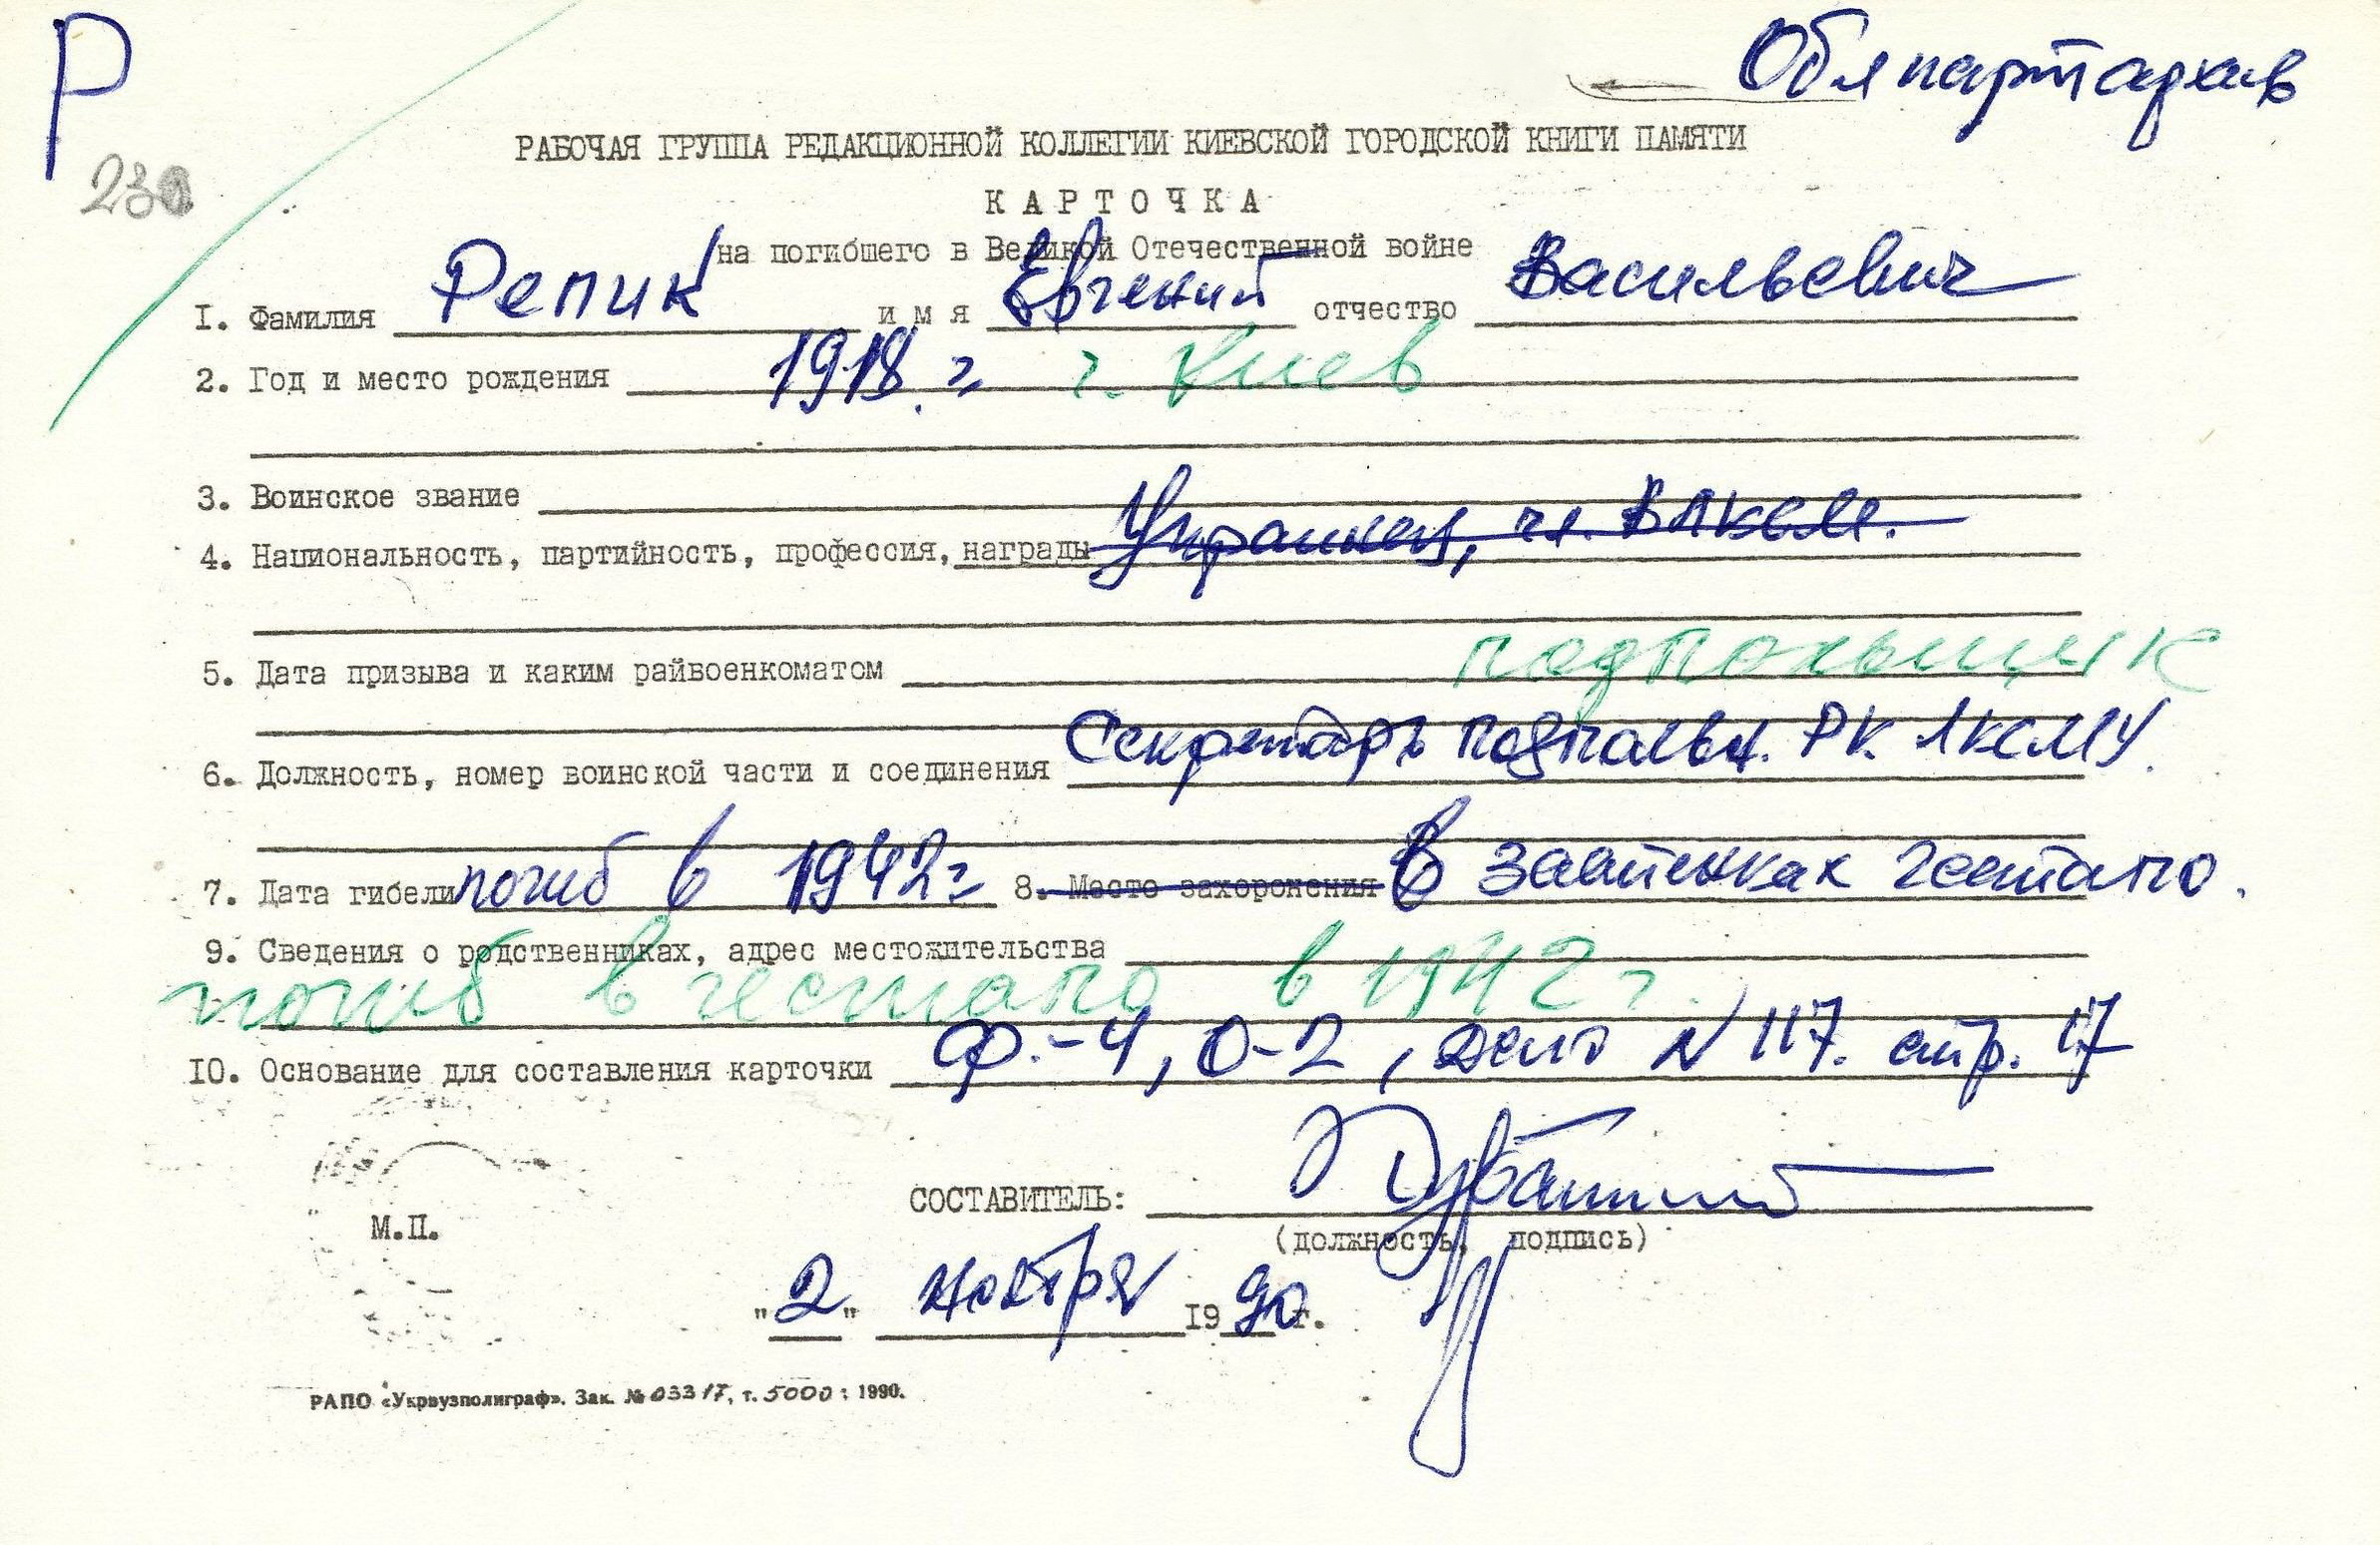 Р
Облпартархив
230
РАБОЧАЯ ГРУППА РЕДАКЦИОННОЙ КОЛЛЕГИИ КИЕВСКОЙ ГОРОДСКОЙ КНИГИ ПАМЯТИ
КАРТОЧКА
на погибшего в Великой Отечественной войне
I. Фамилия Репик имя Евгений отчество Васильевич
2. Год и место рождения 1918 г г. Киев
3. Воинское звание
4. Национальность, партийность, профессия, награды Украинец, чл. ВЛКСМ.
подпольщик
5. Дата призыва и каким райвоенкоматом
6. Должность, номер воинской части и соединения Секретарь подпольн. РК ЛКСМУ.
7. Дата гибели погиб в 1942 г 8. Место захоронения В застенках гестапо.
9. Сведения о родственниках, адрес местожительства
погиб в гестапо в 1942 г.
10. Основание для составления карточки Ф.-4, О-2, дело N 117. стр. 17
СОСТАВИТЕЛЬ:
(должность, подпись)
М.П.
"2" ноября 1990 г.
РАПО «Укрвузполиграф». Зак. № 03317, т. 5000: 1990.